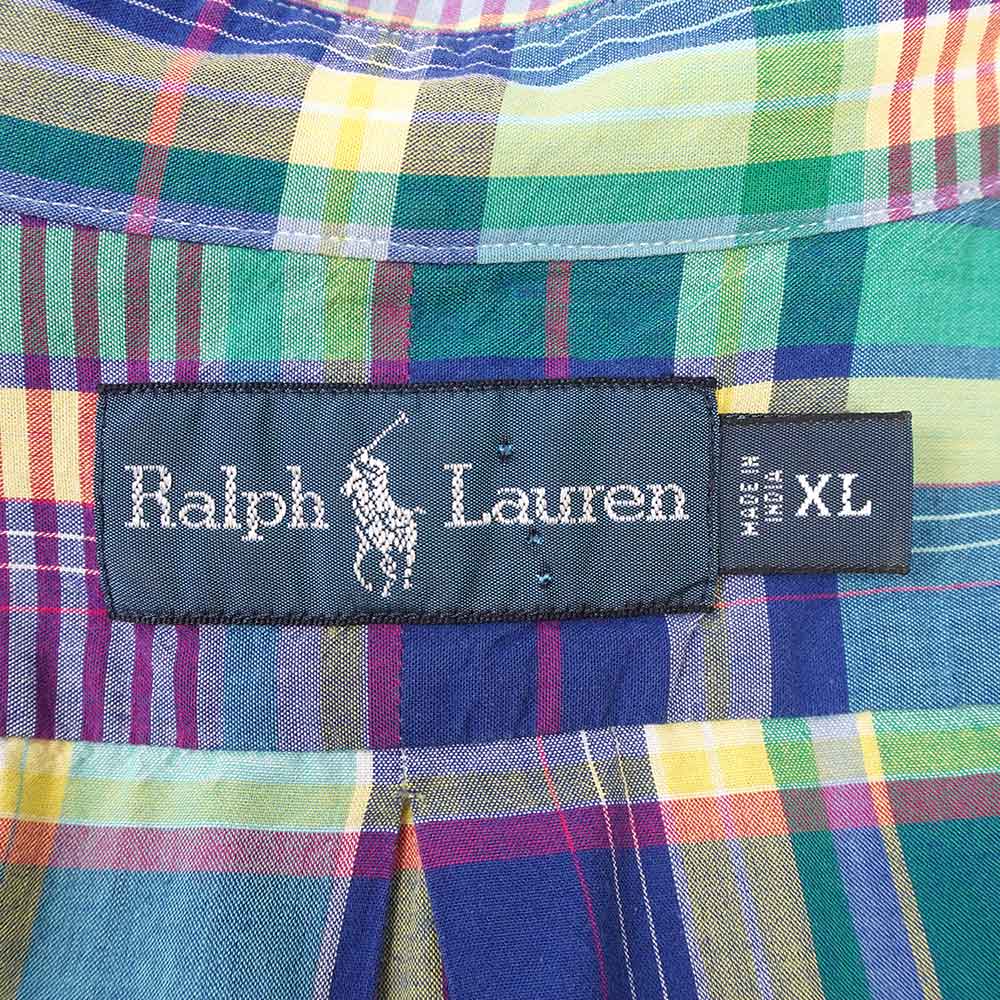 Ralph Lauren
MADE IN
INDIA
XL